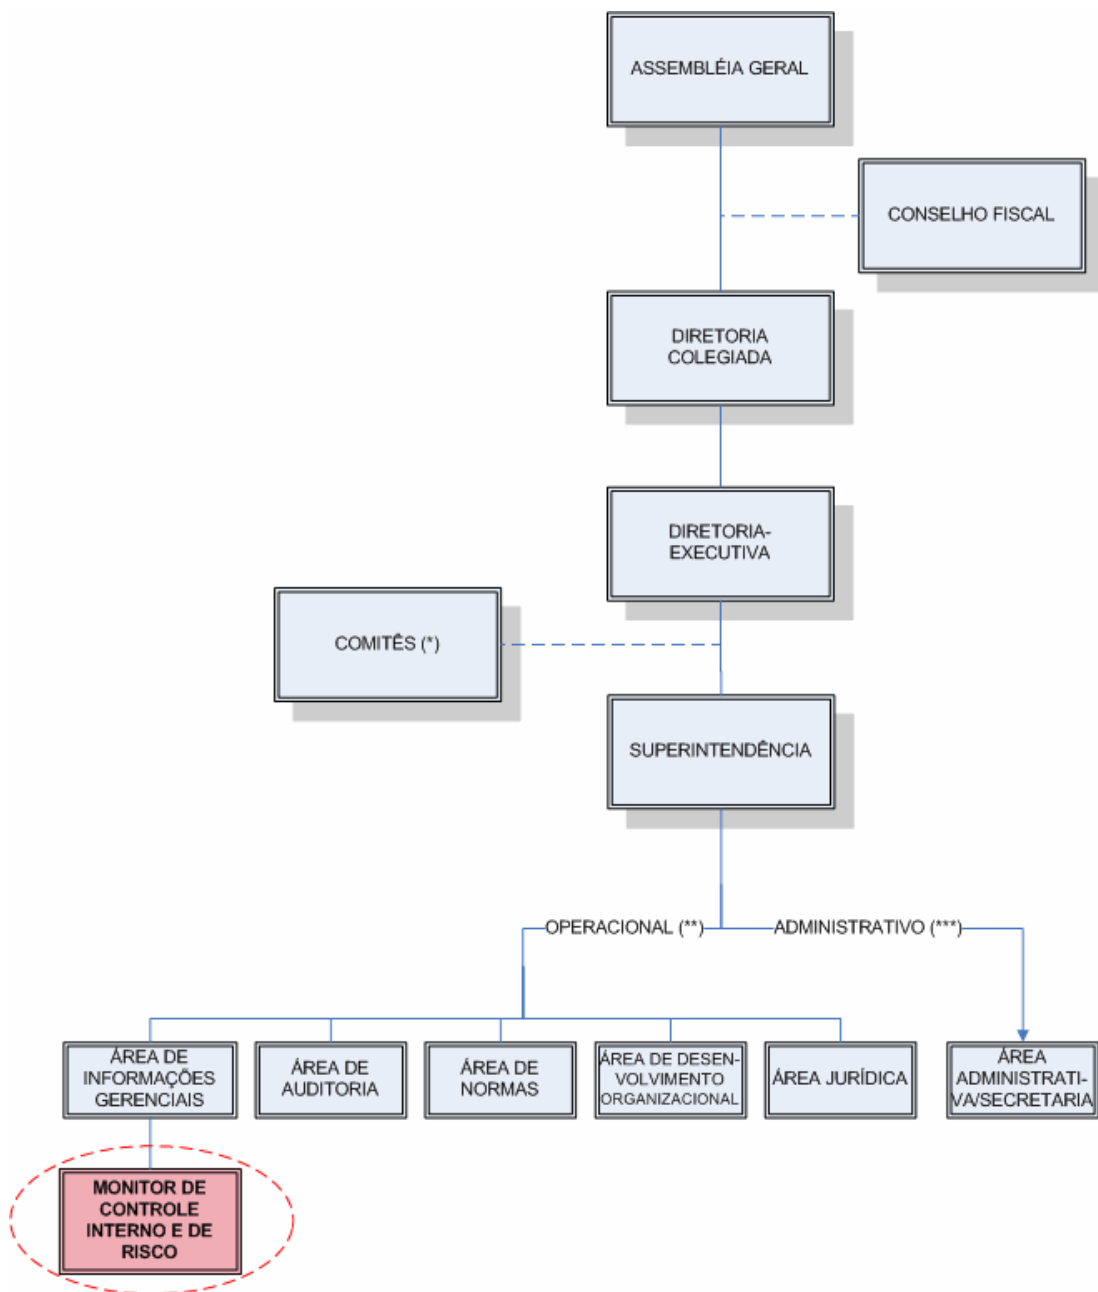 ASSEMBLÉIA GERAL
CONSELHO FISCAL
DIRETORIA
COLEGIADA
DIRETORIA-
EXECUTIVA
COMITÊS (*)
SUPERINTENDÊNCIA
OPERACIONAL (**)
ADMINISTRATIVO (***)
ÁREA DE
INFORMAÇÕES
GERENCIAIS
ÁREA DE
AUDITORIA
ÁREA DE
NORMAS
ÁREA DE DESEN-
VOLVIMENTO
ORGANIZACIONAL
ÁREA JURÍDICA
ÁREA
ADMINISTRATI-
VA/SECRETARIA
MONITOR DE
CONTROLE
INTERNO E DE
RISCO